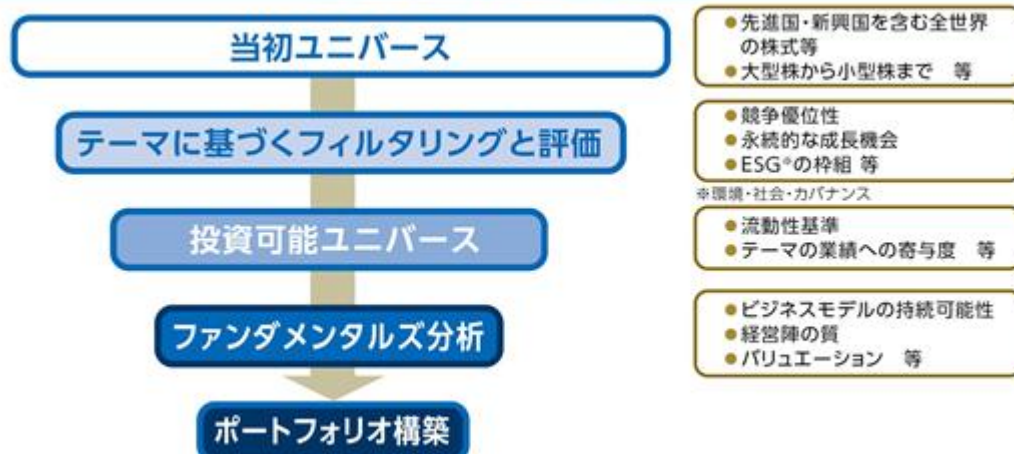 当初ユニバース
●先進国・新興国を含む全世界
の株式等
●大型株から小型株まで　等
テーマに基づくフィルタリングと評価
●競争優位性
●永続的な成長機会
●ESG※の枠組 等
※環境・社会・カバナンス
投資可能ユニバース
●流動性基準
●テーマの業績への寄与度　等
ファンダメンタルズ分析
●ビジネスモデルの持続可能性
●経営陣の質
●バリュエーション　等
ポートフォリオ構築